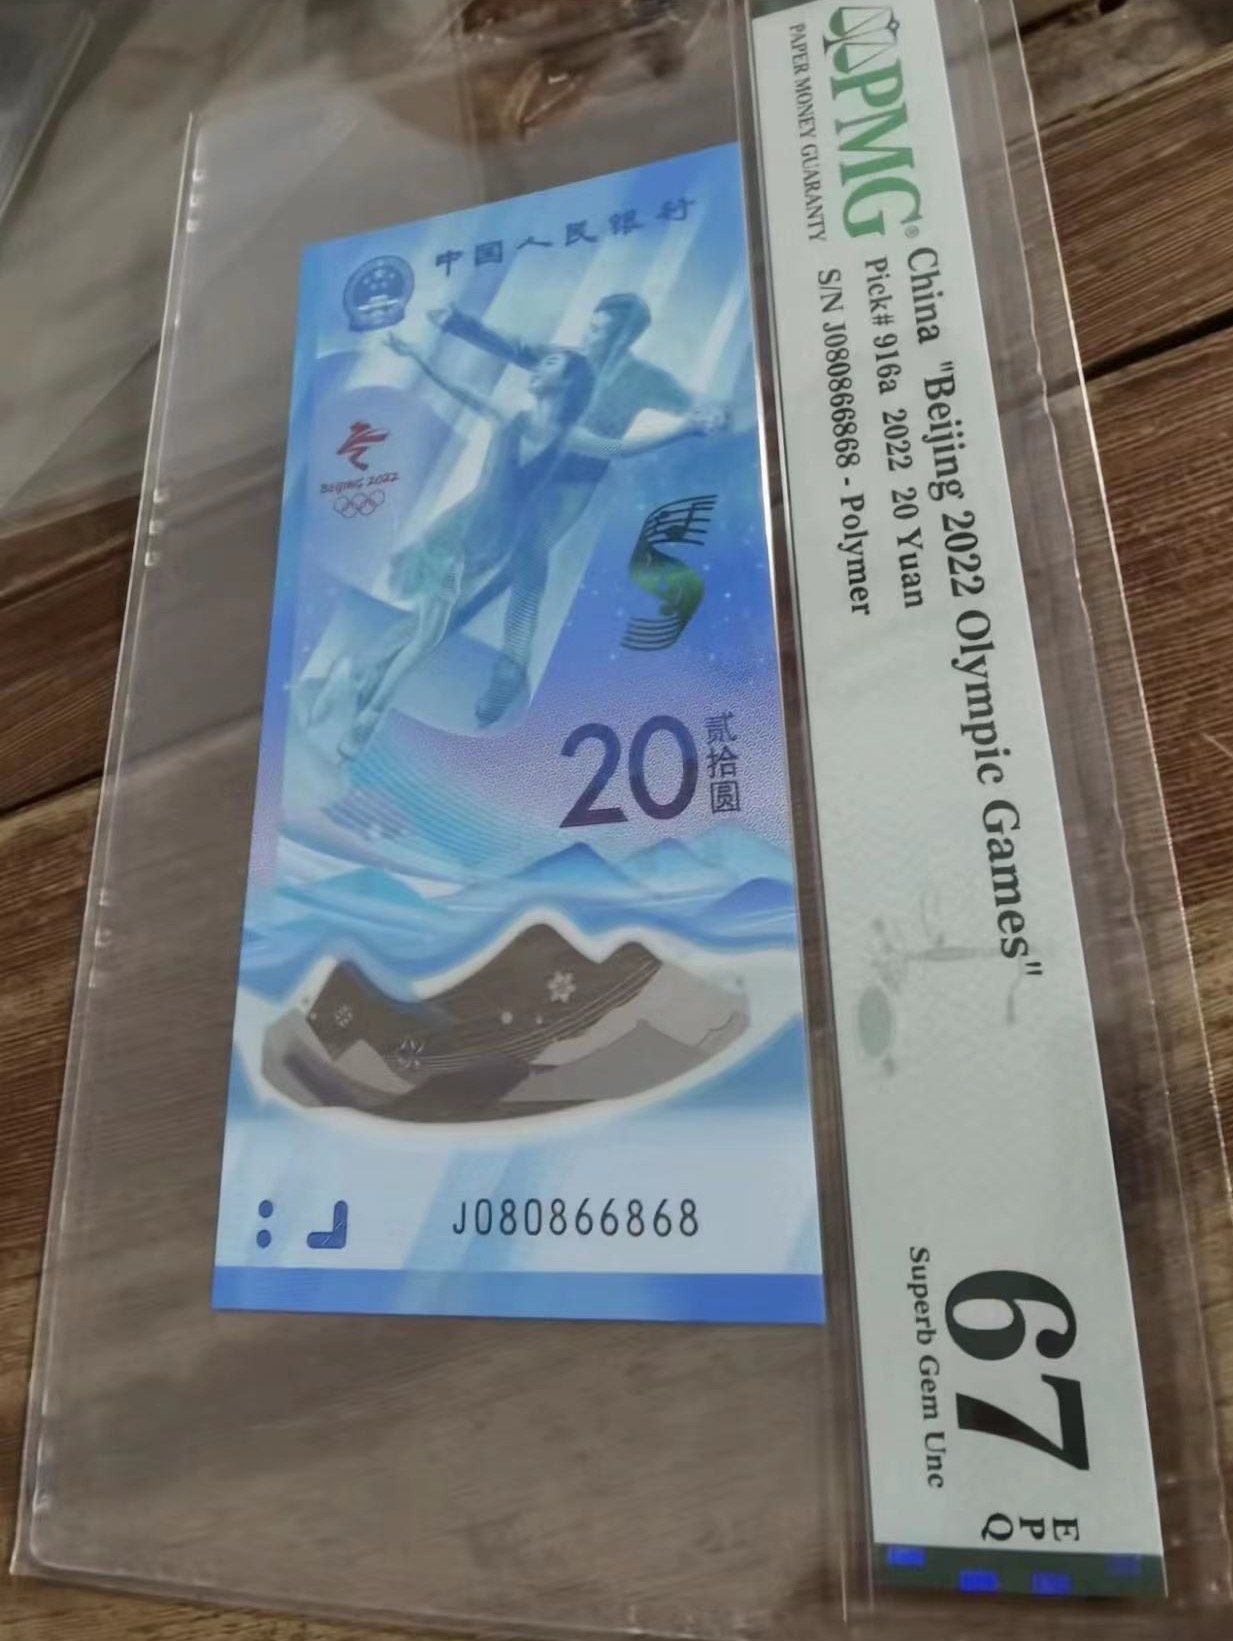 PMG
PAPER MONEY GUARANTY
China "Beijing 2022 Olympic Games"
Pick# 916a 2022 20 Yuan
S/N J080866868 - Polymer
67
EPQ
Superb Gem Unc
中国人民银行
BEIJING 2022
20
贰拾圆
J080866868